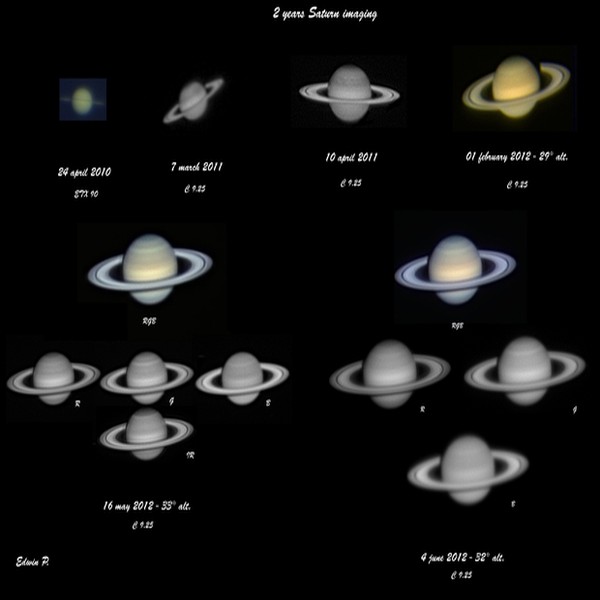 2 years Saturn imaging
24 april 2010
ETX 90
7 march 2011
C 9.25
10 april 2011
C 9.25
01 february 2012 - 29° alt.
C 9.25
RGB
RGB
R
G
B
IR
R
G
B
16 may 2012 - 33° alt.
C 9.25
4 june 2012 - 32° alt.
C 9.25
Edwin P.